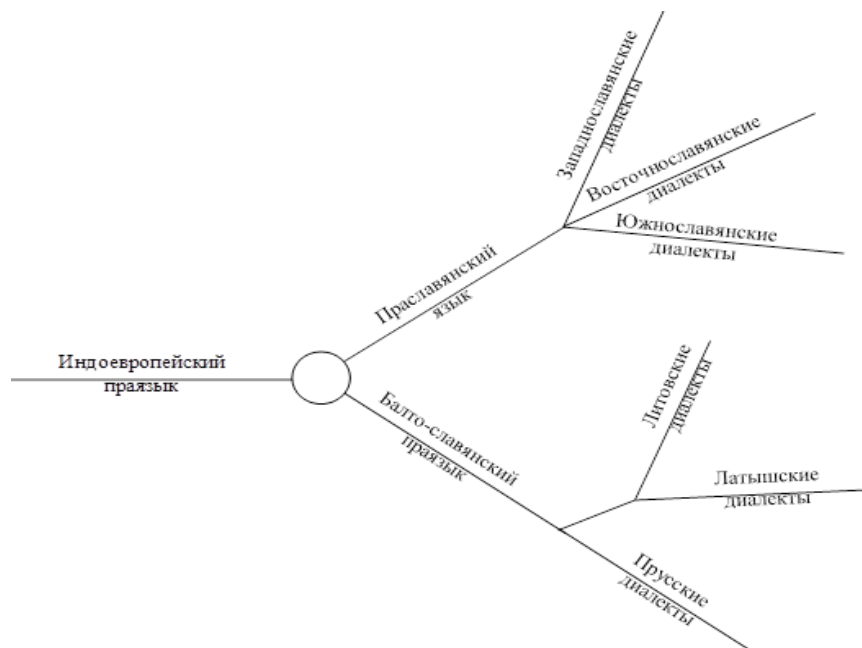 Западнославянские
диалекты
Восточнославянские
диалекты
Южнославянские
диалекты
Праславянский
язык
Индоевропейский
праязык
Балто-славянский
праязык
Литовские
диалекты
Латышские
диалекты
Прусские
диалекты